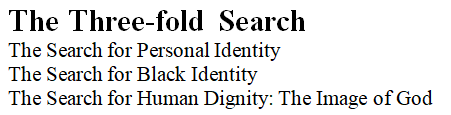 The Three-fold Search
The Search for Personal Identity
The Search for Black Identity
The Search for Human Dignity: The Image of God